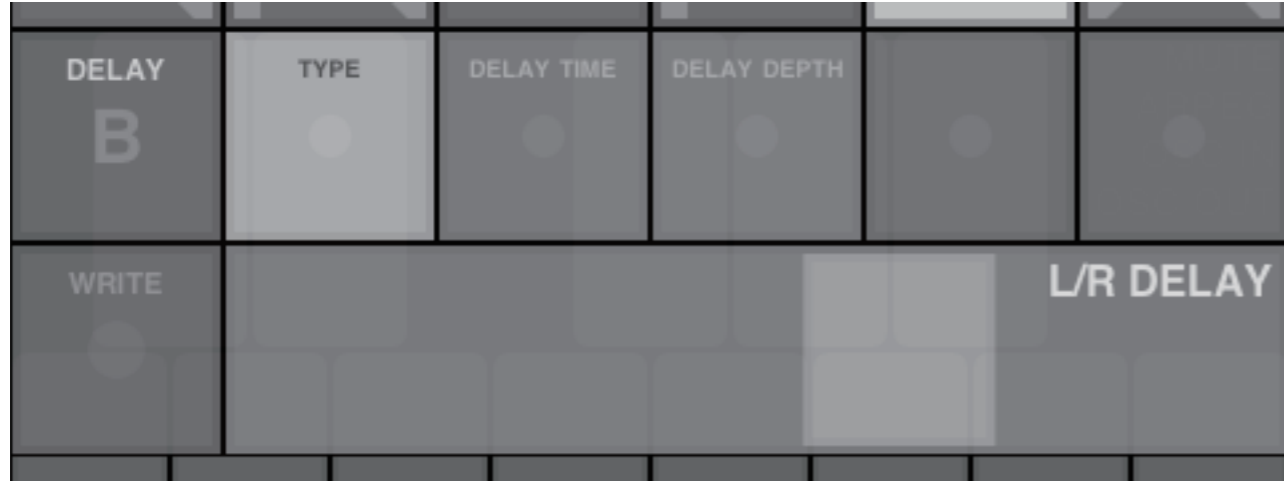 DELAY
TYPE
DELAY TIME
DELAY DEPTH
B
WRITE
L/R DELAY